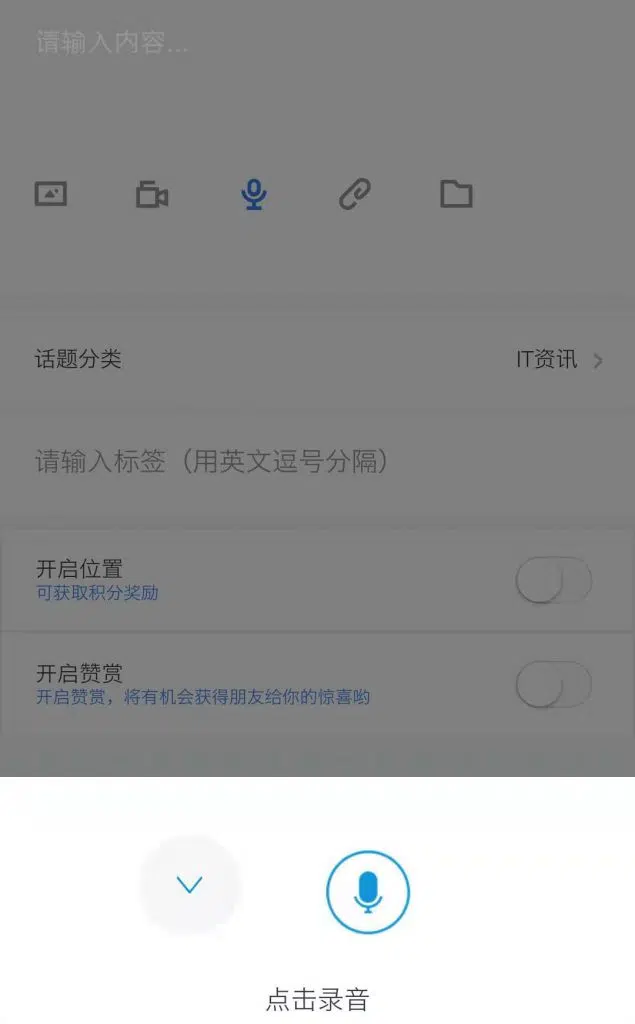 请输入内容...
话题分类 IT资讯
请输入标签（用英文逗号分隔）
开启位置
可获取积分奖励
开启赞赏
开启赞赏，将有机会获得朋友给你的惊喜哟
点击录音